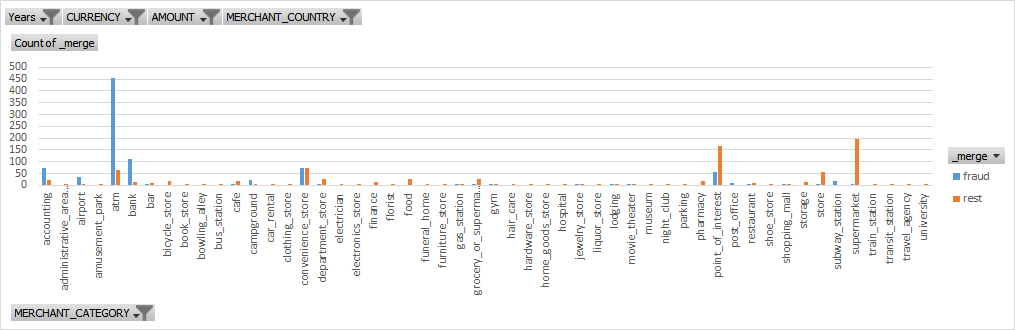 Years CURRENCY AMOUNT MERCHANT_COUNTRY
Count of _merge
500
450
400
350
300
250
200
150
100
50
0
accounting
administrative_area...
airport
amusement_park
atm
bank
bar
bicycle_store
book_store
bowling_alley
bus_station
cafe
campground
car_rental
clothing_store
convenience_store
department_store
electrician
electronics_store
finance
florist
food
funeral_home
furniture_store
gas_station
grocery_or_superma...
gym
hair_care
hardware_store
home_goods_store
hospital
jewelry_store
liquor_store
lodging
movie_theater
museum
night_club
parking
pharmacy
point_of_interest
post_office
restaurant
shoe_store
shopping_mall
storage
store
subway_station
supermarket
train_station
transit_station
travel_agency
university
_merge
fraud
rest
MERCHANT_CATEGORY